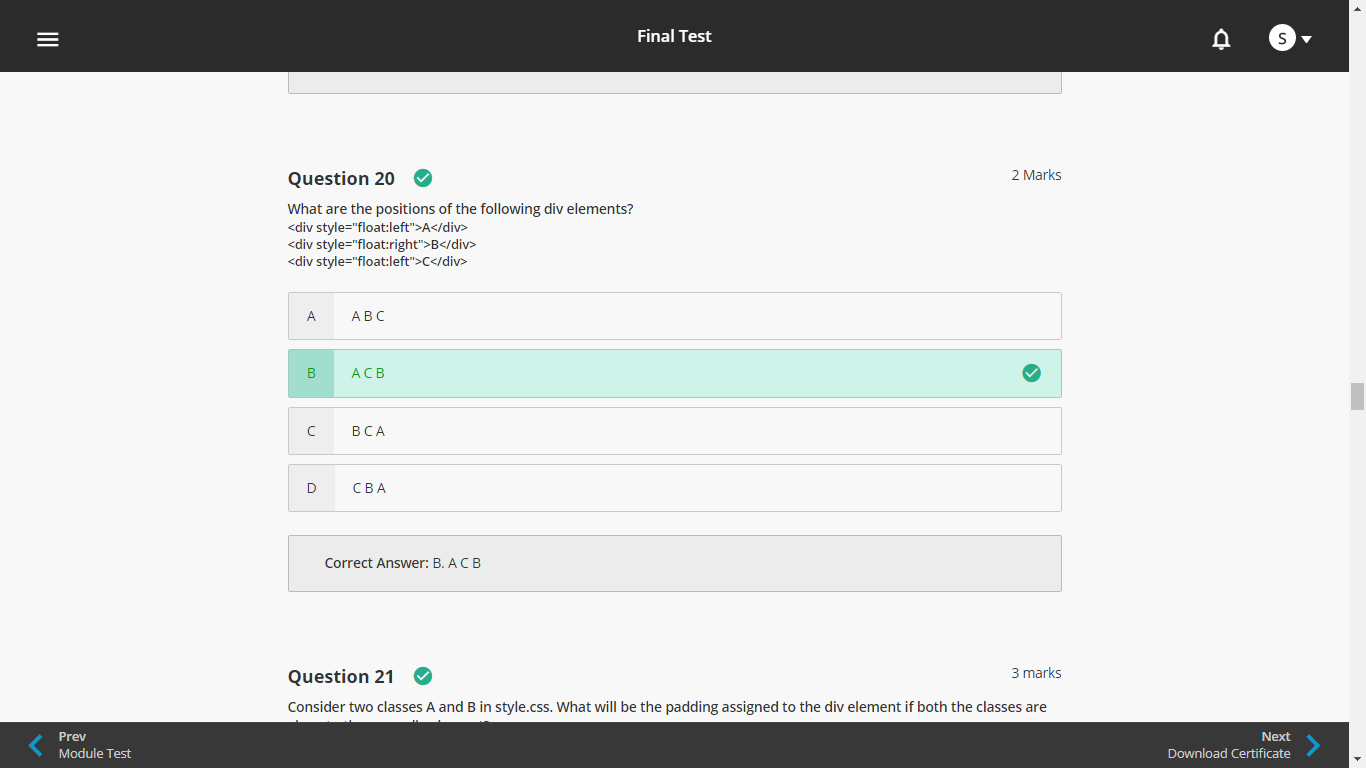 Final Test
S
Question 20
2 Marks
What are the positions of the following div elements?
<div style="float:left">A</div>
<div style="float:right">B</div>
<div style="float:left">C</div>
A A B C
B A C B
C B C A
D C B A
Correct Answer: B. A C B
Question 21
3 marks
Consider two classes A and B in style.css. What will be the padding assigned to the div element if both the classes are
Prev
Module Test
Next
Download Certificate